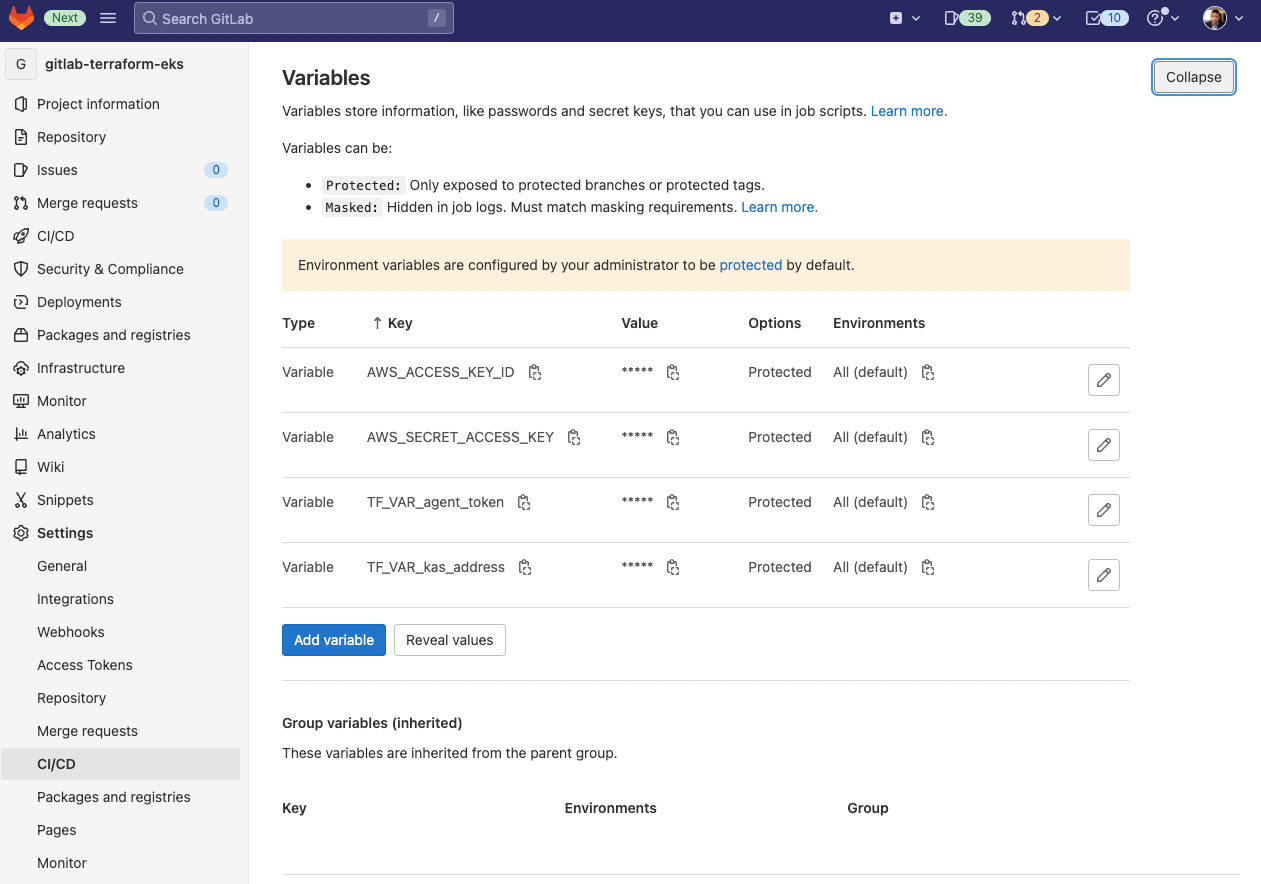 Next
Search GitLab
/
39
2
10
G
gitlab-terraform-eks
Project information
Repository
Issues
0
Merge requests
0
CI/CD
Security & Compliance
Deployments
Packages and registries
Infrastructure
Monitor
Analytics
Wiki
Snippets
Settings
General
Integrations
Webhooks
Access Tokens
Repository
Merge requests
CI/CD
Packages and registries
Pages
Monitor
Variables
Collapse
Variables store information, like passwords and secret keys, that you can use in job scripts. Learn more.
Variables can be:
• Protected: Only exposed to protected branches or protected tags.
• Masked: Hidden in job logs. Must match masking requirements. Learn more.
Environment variables are configured by your administrator to be protected by default.
Type ↑ Key Value Options Environments
Variable AWS_ACCESS_KEY_ID ***** Protected All (default)
Variable AWS_SECRET_ACCESS_KEY ***** Protected All (default)
Variable TF_VAR_agent_token ***** Protected All (default)
Variable TF_VAR_kas_address ***** Protected All (default)
Add variable Reveal values
Group variables (inherited)
These variables are inherited from the parent group.
Key Environments Group